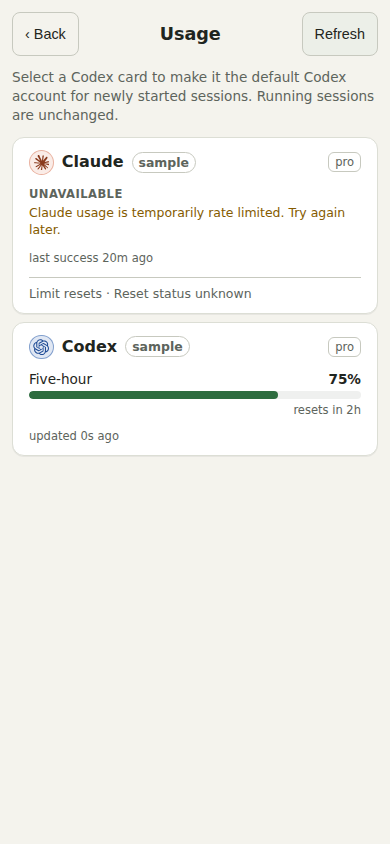 ‹ Back
Usage
Refresh
Select a Codex card to make it the default Codex
account for newly started sessions. Running sessions
are unchanged.
Claude sample pro
UNAVAILABLE
Claude usage is temporarily rate limited. Try again
later.
last success 20m ago
Limit resets · Reset status unknown
Codex sample pro
Five-hour 75%
resets in 2h
updated 0s ago